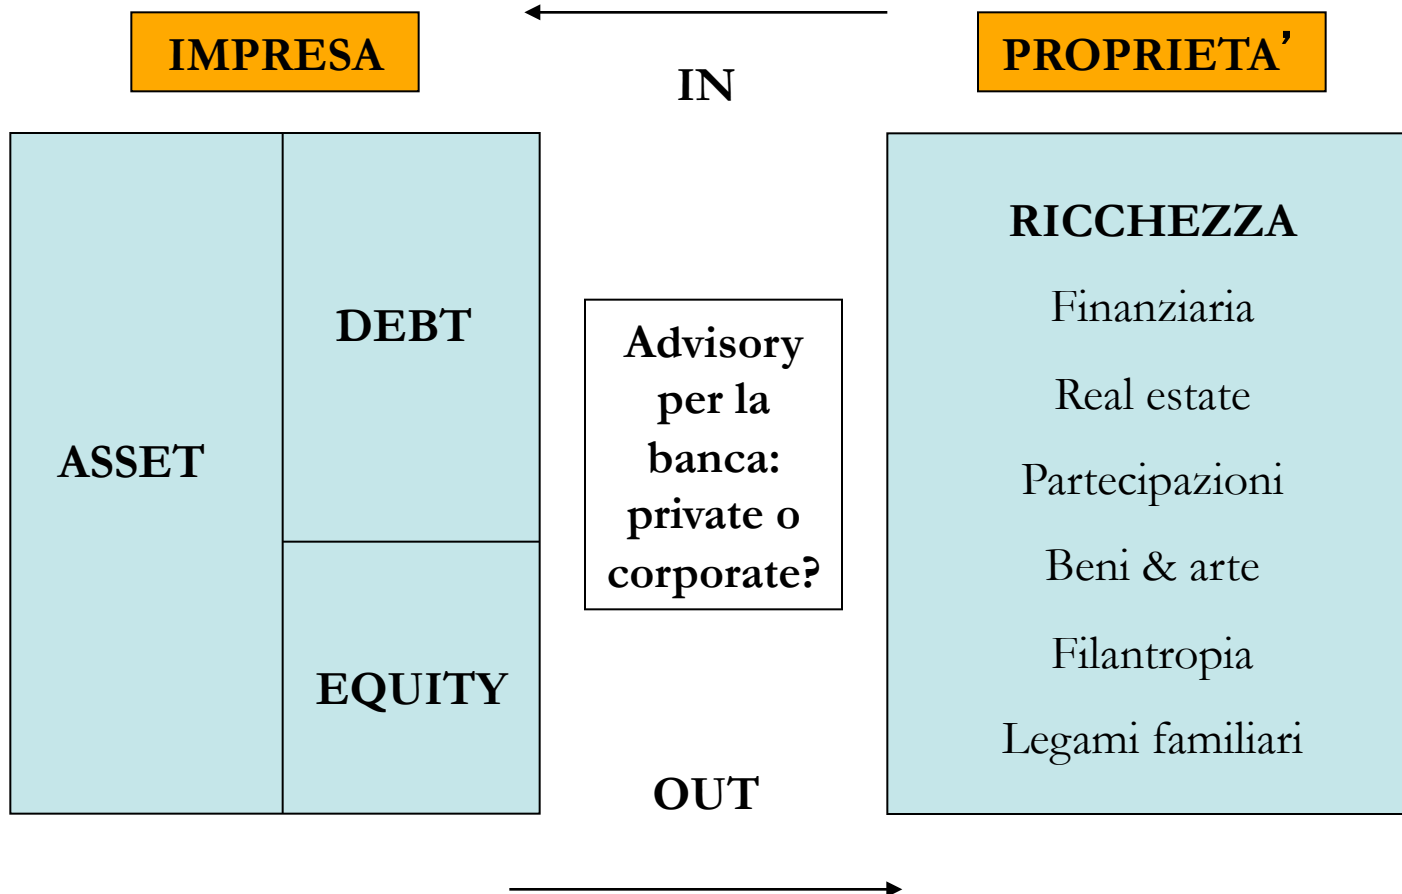 IMPRESA
IN
PROPRIETA’
ASSET
DEBT
EQUITY
Advisory
per la
banca:
private o
corporate?
OUT
RICCHEZZA
Finanziaria
Real estate
Partecipazioni
Beni & arte
Filantropia
Legami familiari